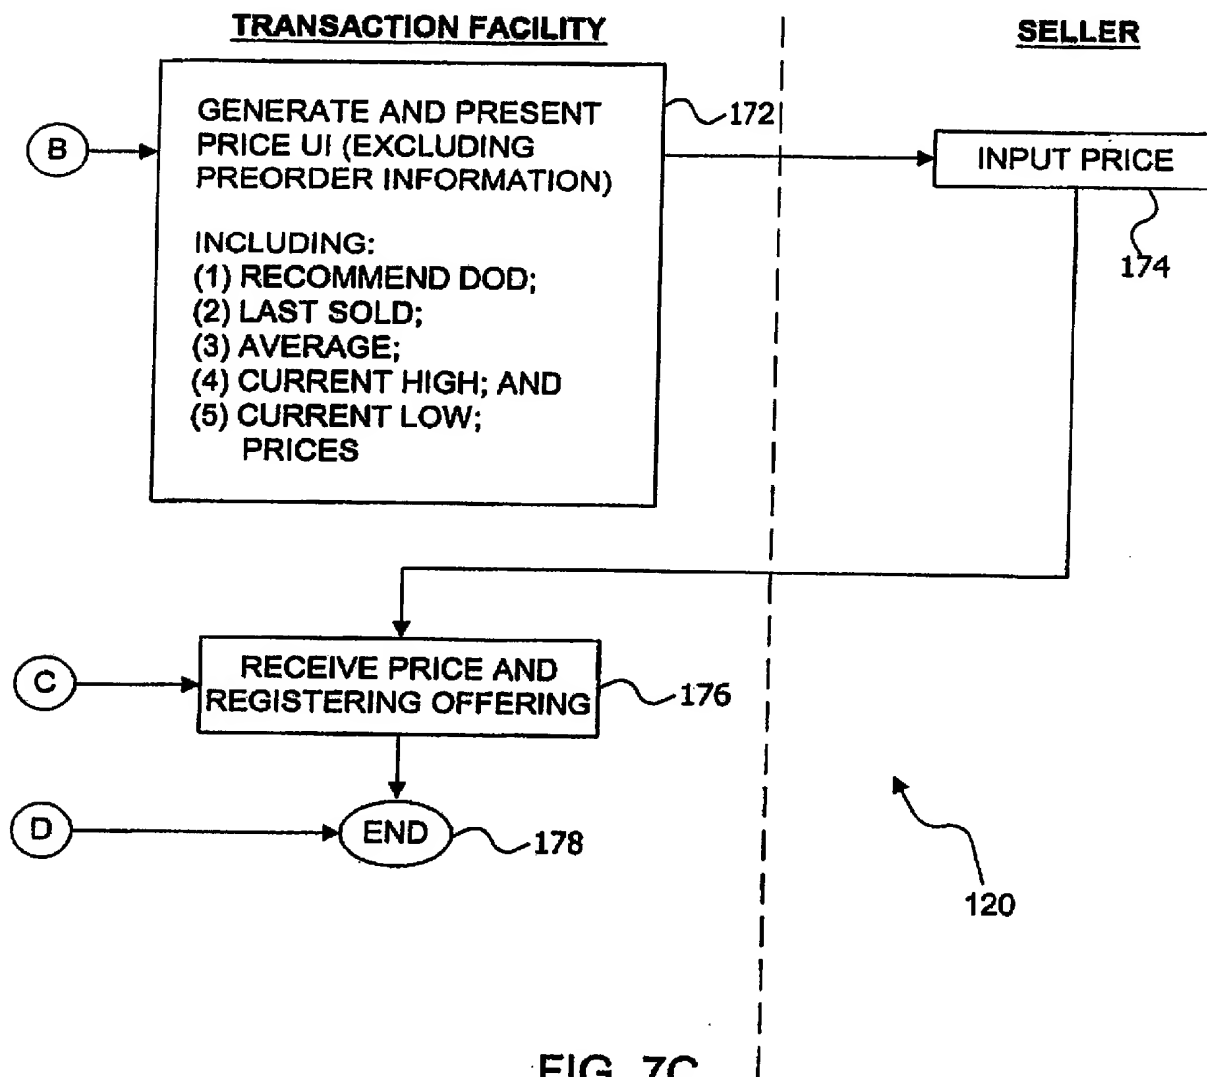 TRANSACTION FACILITY
SELLER
B
GENERATE AND PRESENT
PRICE UI (EXCLUDING
PREORDER INFORMATION)
INCLUDING:
(1) RECOMMEND DOD;
(2) LAST SOLD;
(3) AVERAGE;
(4) CURRENT HIGH; AND
(5) CURRENT LOW;
PRICES
172
INPUT PRICE
174
C
RECEIVE PRICE AND
REGISTERING OFFERING
176
D
END
178
120
FIG. 7C